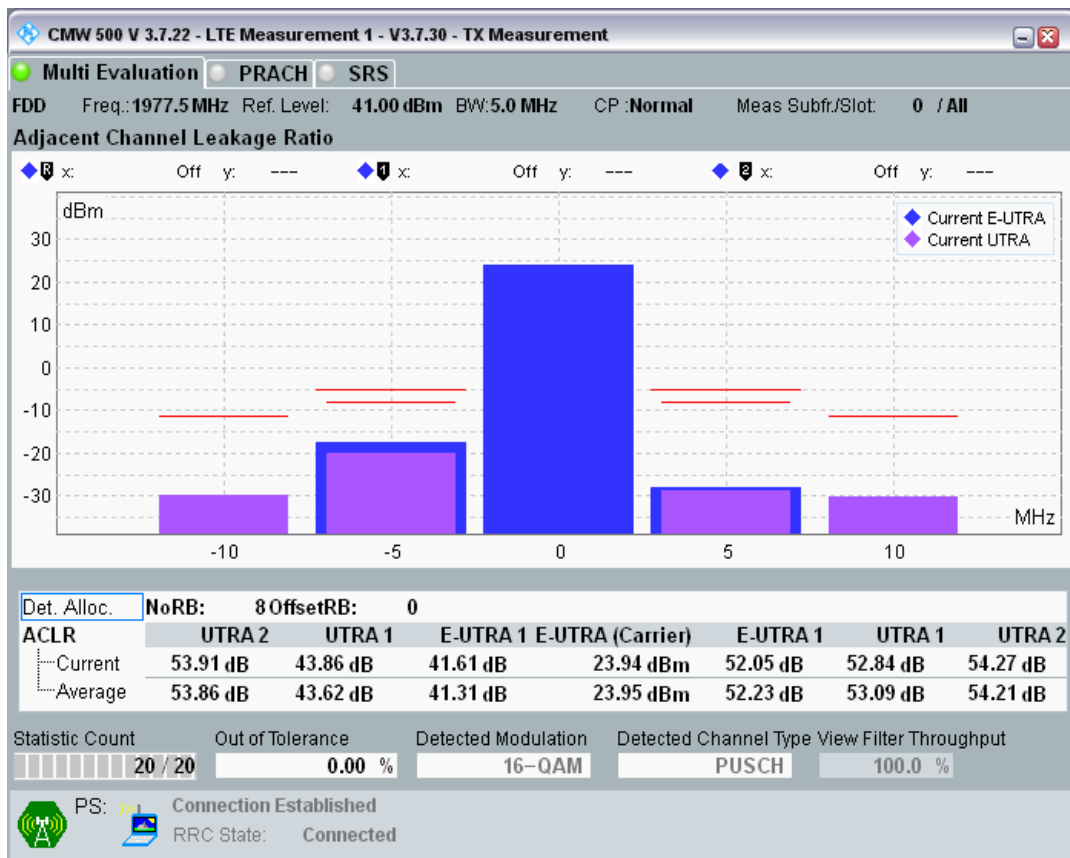 CMW 500 V 3.7.22 - LTE Measurement 1 - V3.7.30 - TX Measurement
Multi Evaluation PRACH SRS
FDD Freq.: 1977.5 MHz Ref. Level: 41.00 dBm BW: 5.0 MHz CP :Normal Meas Subfr./Slot: 0 / All
Adjacent Channel Leakage Ratio
R x: Off y: --- 1 x: Off y: --- 2 x: Off y: ---
dBm
Current E-UTRA
Current UTRA
30
20
10
0
-10
-20
-30
MHz
-10 -5 0 5 10
Det. Alloc. NoRB: 8 OffsetRB: 0
ACLR UTRA 2 UTRA 1 E-UTRA 1 E-UTRA (Carrier) E-UTRA 1 UTRA 1 UTRA 2
Current 53.91 dB 43.86 dB 41.61 dB 23.94 dBm 52.05 dB 52.84 dB 54.27 dB
Average 53.86 dB 43.62 dB 41.31 dB 23.95 dBm 52.23 dB 53.09 dB 54.21 dB
Statistic Count Out of Tolerance Detected Modulation Detected Channel Type View Filter Throughput
20 / 20 0.00 % 16-QAM PUSCH 100.0 %
PS: Connection Established
RRC State: Connected